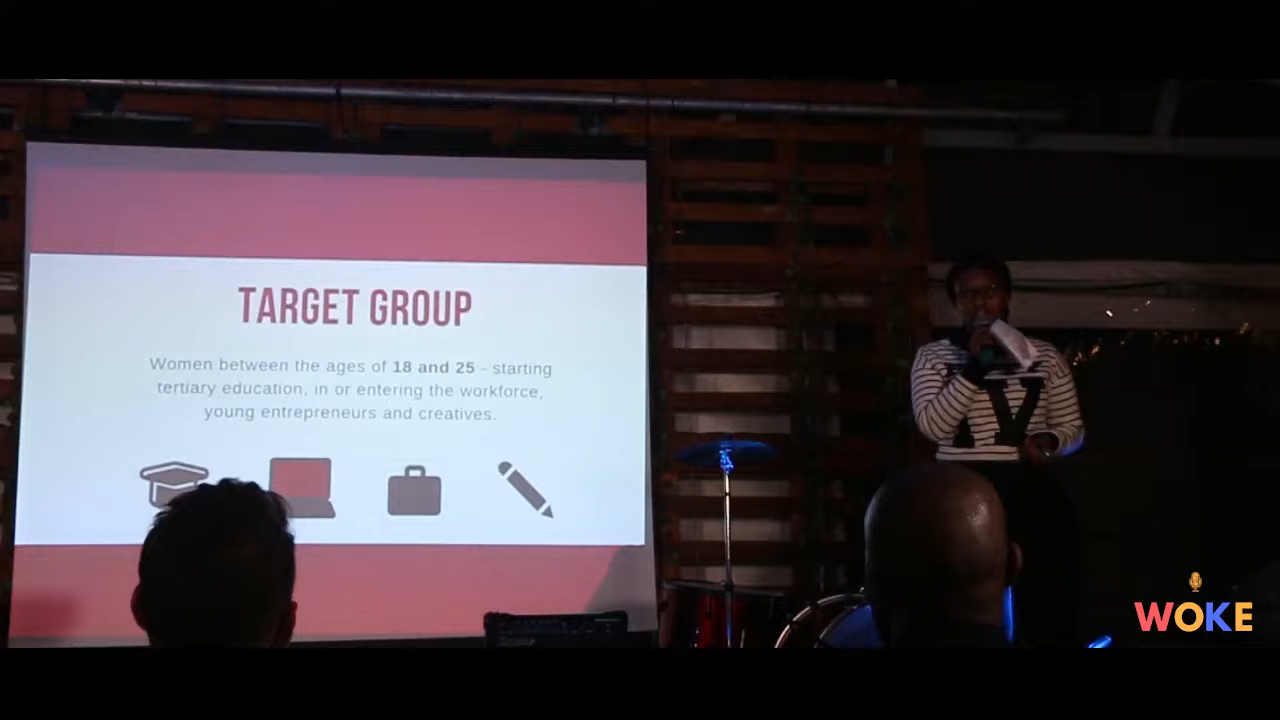 TARGET GROUP
Women between the ages of 18 and 25 - starting
tertiary education, in or entering the workforce,
young entrepreneurs and creatives.
WOKE